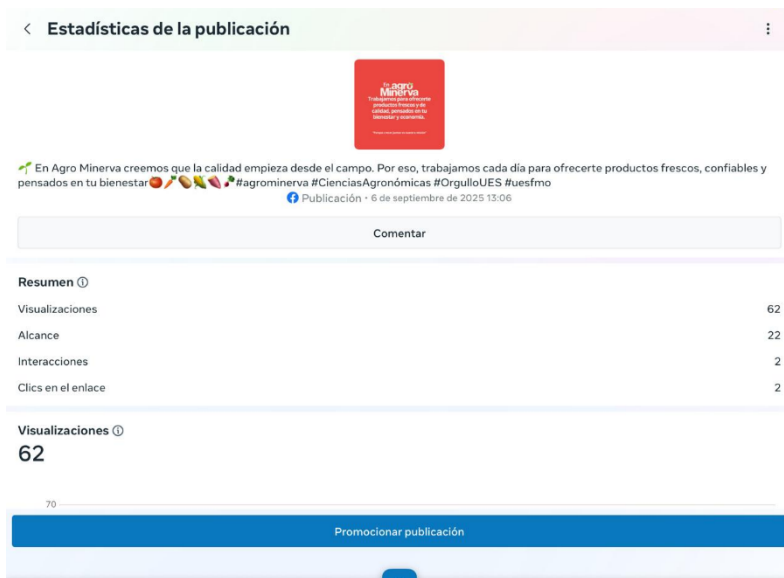 Estadísticas de la publicación
En agro
Minerva
Trabajamos para ofrecerte
productos frescos y de
calidad, pensados en tu
bienestar y economía.
🌱 En Agro Minerva creemos que la calidad empieza desde el campo. Por eso, trabajamos cada día para ofrecerte productos frescos, confiables y
pensados en tu bienestar🍅🥕🥔🌽🍠🫒#agrominerva #CienciasAgronómicas #OrgulloUES #uesfmo
Publicación • 6 de septiembre de 2025 13:06
Comentar
Resumen
Visualizaciones 62
Alcance 22
Interacciones 2
Clics en el enlace 2
Visualizaciones
62
70
Promocionar publicación